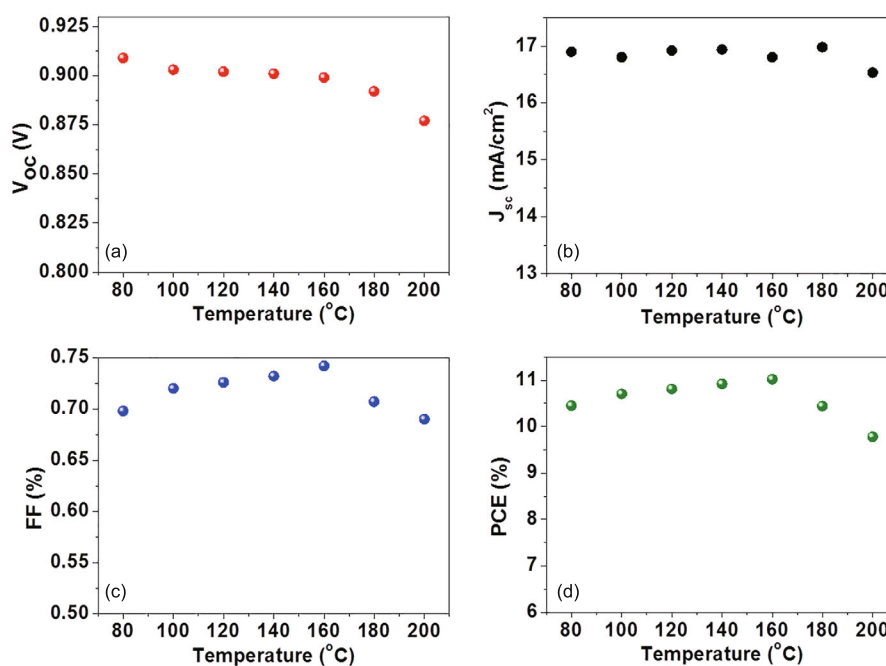 0.925
0.900
0.875
0.850
0.825
0.800
V_OC (V)
(a)
80 100 120 140 160 180 200
Temperature (°C)
17
16
15
14
13
J_sc (mA/cm²)
(b)
80 100 120 140 160 180 200
Temperature (°C)
0.75
0.70
0.65
0.60
0.55
0.50
FF (%)
(c)
80 100 120 140 160 180 200
Temperature (°C)
11
10
9
8
7
6
PCE (%)
(d)
80 100 120 140 160 180 200
Temperature (°C)